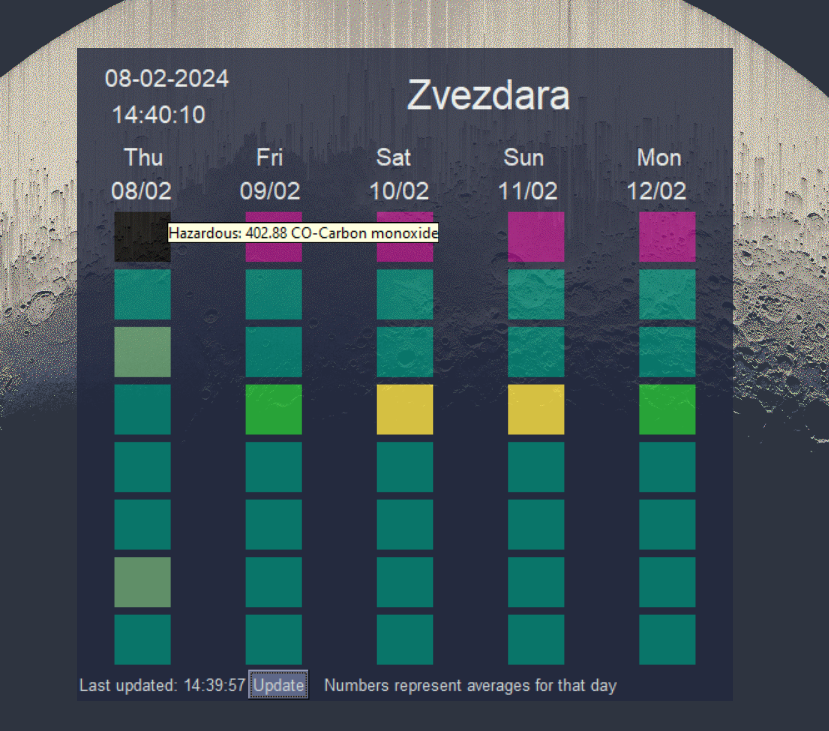 08-02-2024
14:40:10
Zvezdara
Thu Fri Sat Sun Mon
08/02 09/02 10/02 11/02 12/02
Hazardous: 402.88 CO-Carbon monoxide
Last updated: 14:39:57 Update Numbers represent averages for that day